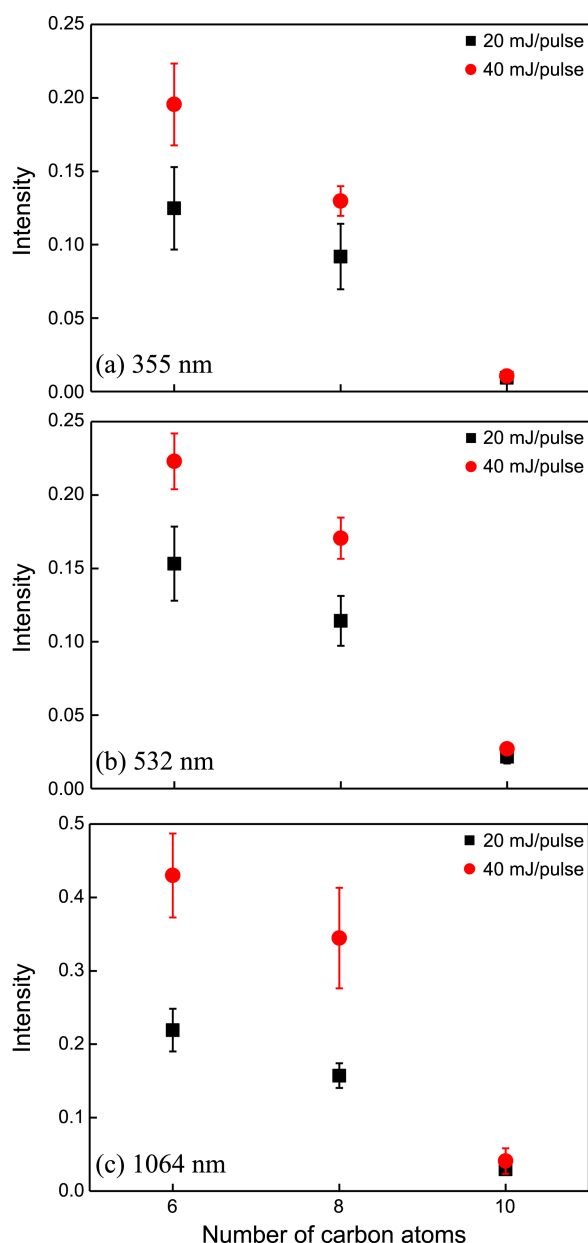 0.25
20 mJ/pulse
40 mJ/pulse
0.20
0.15
Intensity
0.10
0.05
(a) 355 nm
0.00
0.25
20 mJ/pulse
40 mJ/pulse
0.20
0.15
Intensity
0.10
0.05
(b) 532 nm
0.00
0.5
20 mJ/pulse
40 mJ/pulse
0.4
0.3
Intensity
0.2
0.1
(c) 1064 nm
0.0
6 8 10
Number of carbon atoms